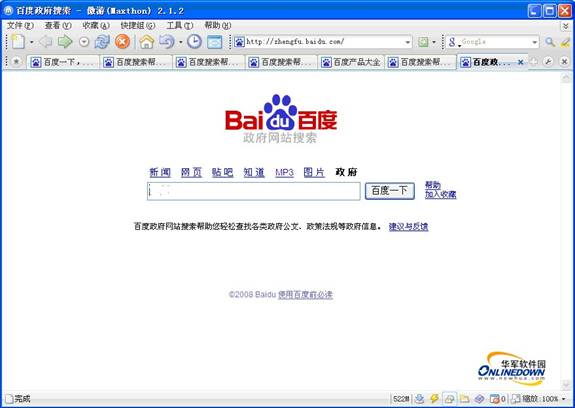 百度政府搜索 - 傲游(Maxthon) 2.1.2
文件(F) 查看(V) 收藏(A) 快捷组(G) 工具(T) 帮助(H)
http://zhengfu.baidu.com/ Google
百度一下，... 百度搜索帮... 百度搜索帮... 百度搜索帮... 百度产品大全 百度搜索帮... 百度政...
Bai du 百度
政府网站搜索
新闻 网页 贴吧 知道 MP3 图片 政府
百度一下 帮助
加入收藏
百度政府网站搜索帮助您轻松查找各类政府公文、政策法规等政府信息。 建议与反馈
©2008 Baidu 使用百度前必读
华军软件园
ONLINEDOWN
www.newhua.com
完成 522M 0 缩放:100%